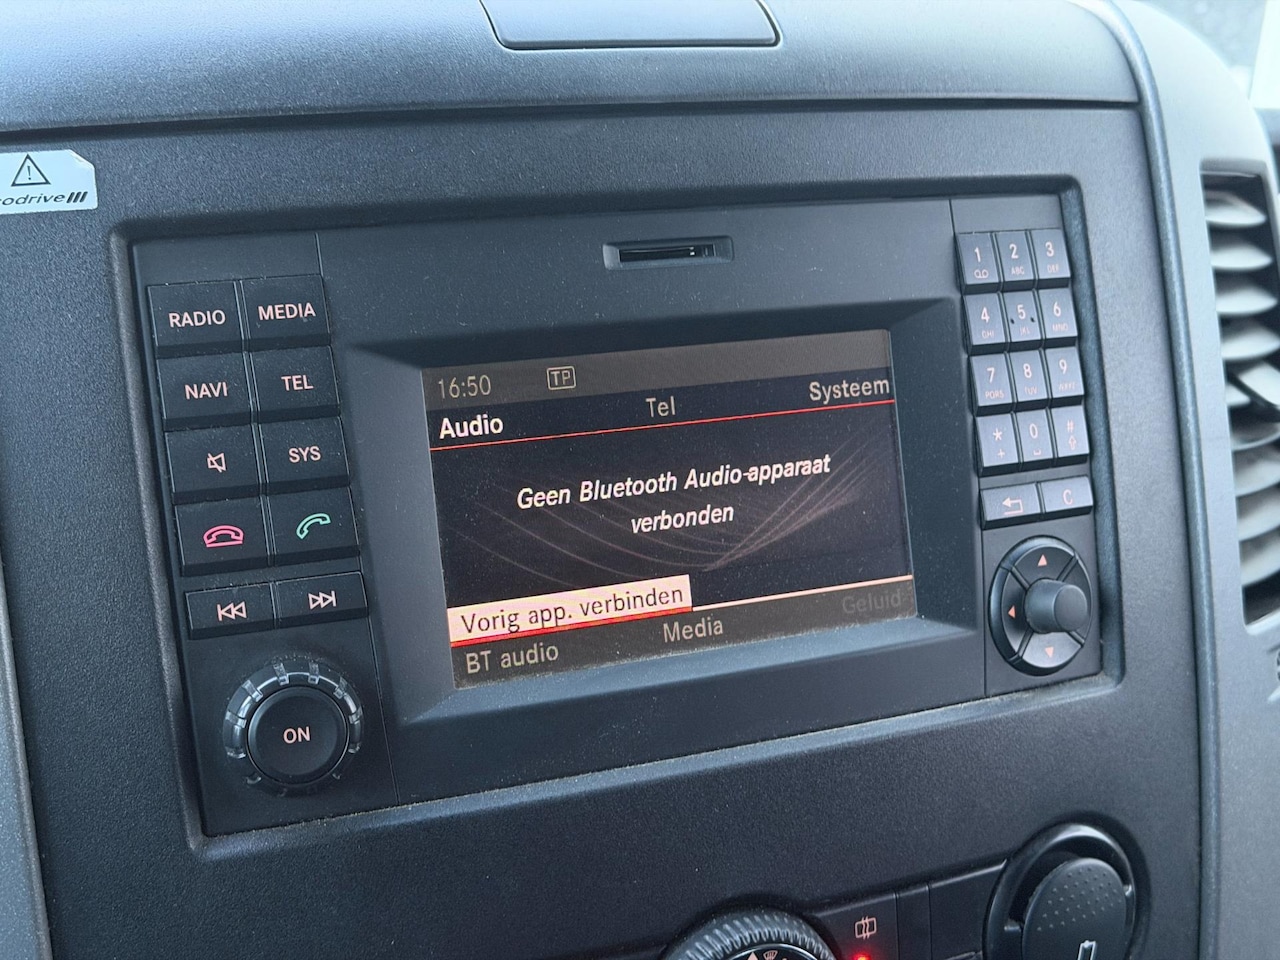 odrive
RADIO MEDIA
NAVI TEL
SYS
ON
16:50 TP
Audio Tel Systeem
Geen Bluetooth Audio-apparaat
verbonden
Vorig app. verbinden
BT audio Media Geluid
1 2 ABC 3 DEF
4 GHI 5 JKL 6 MNO
7 PQRS 8 TUV 9 WXYZ
* + 0 #
C